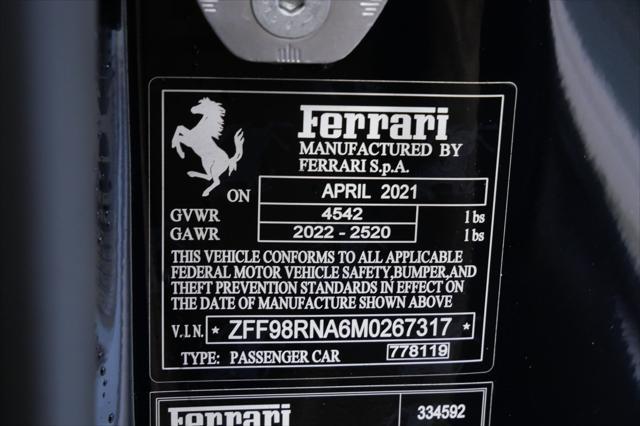 Ferrari
MANUFACTURED BY
FERRARI S.p.A.
ON APRIL 2021
GVWR 4542 lbs
GAWR 2022 - 2520 lbs
THIS VEHICLE CONFORMS TO ALL APPLICABLE
FEDERAL MOTOR VEHICLE SAFETY,BUMPER,AND
THEFT PREVENTION STANDARDS IN EFFECT ON
THE DATE OF MANUFACTURE SHOWN ABOVE
V.I.N. * ZFF98RNA6M0267317 *
TYPE: PASSENGER CAR 778119
Ferrari 334592